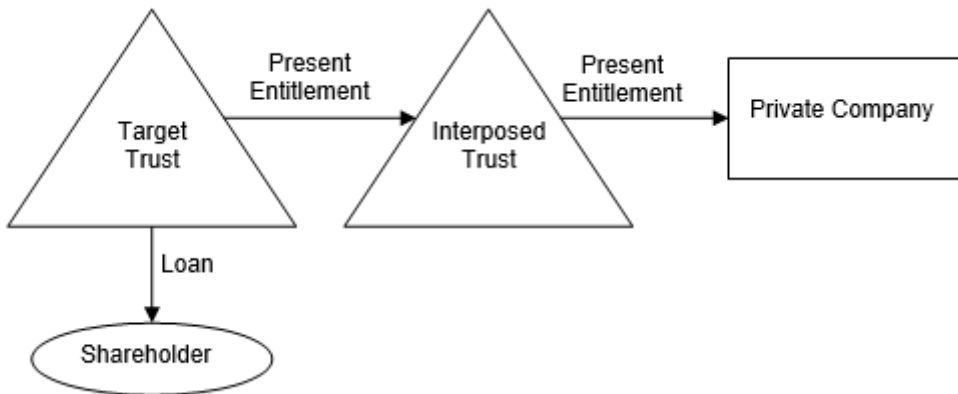 Present
Entitlement
Present
Entitlement
Target
Trust
Interposed
Trust
Private Company
Loan
Shareholder